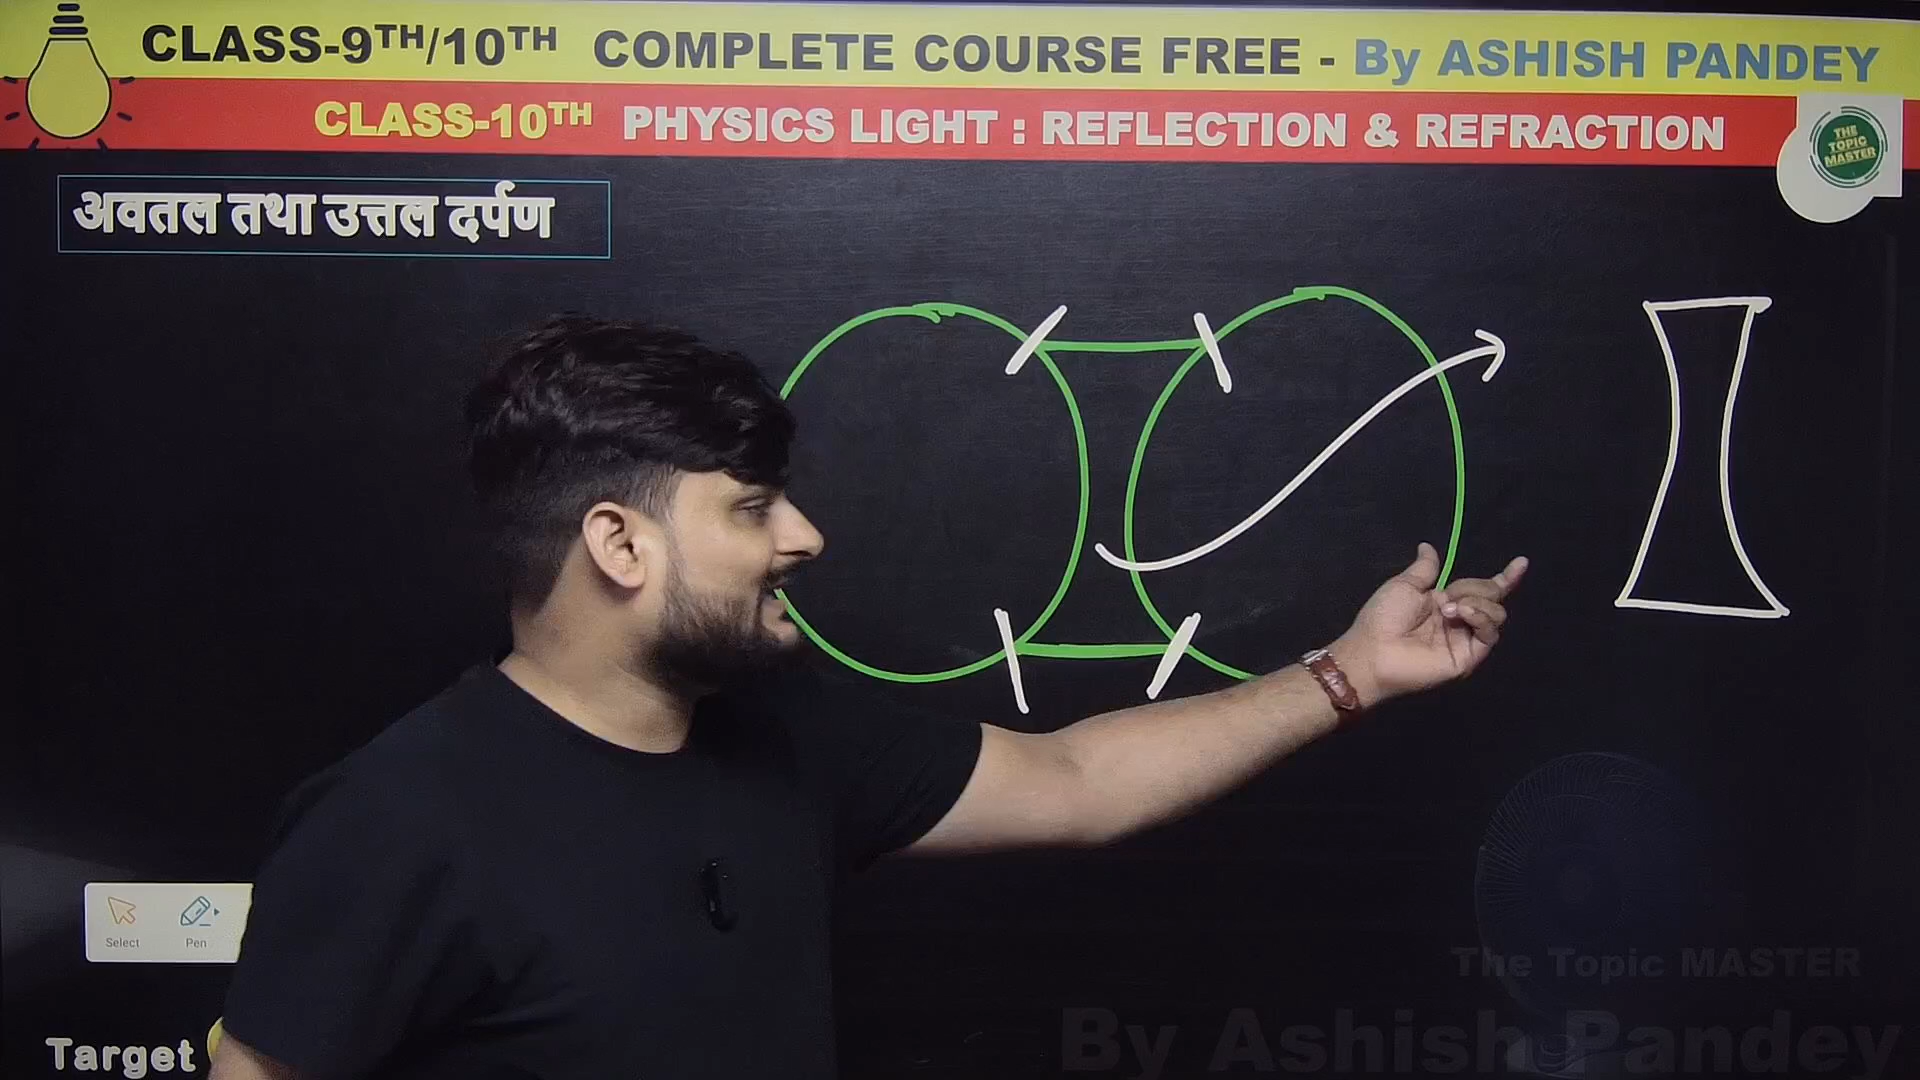 CLASS-9TH/10TH COMPLETE COURSE FREE - By ASHISH PANDEY
CLASS-10TH PHYSICS LIGHT : REFLECTION & REFRACTION
THE TOPIC MASTER
अवतल तथा उत्तल दर्पण
Select Pen
The Topic MASTER
Target
By Ashish Pandey